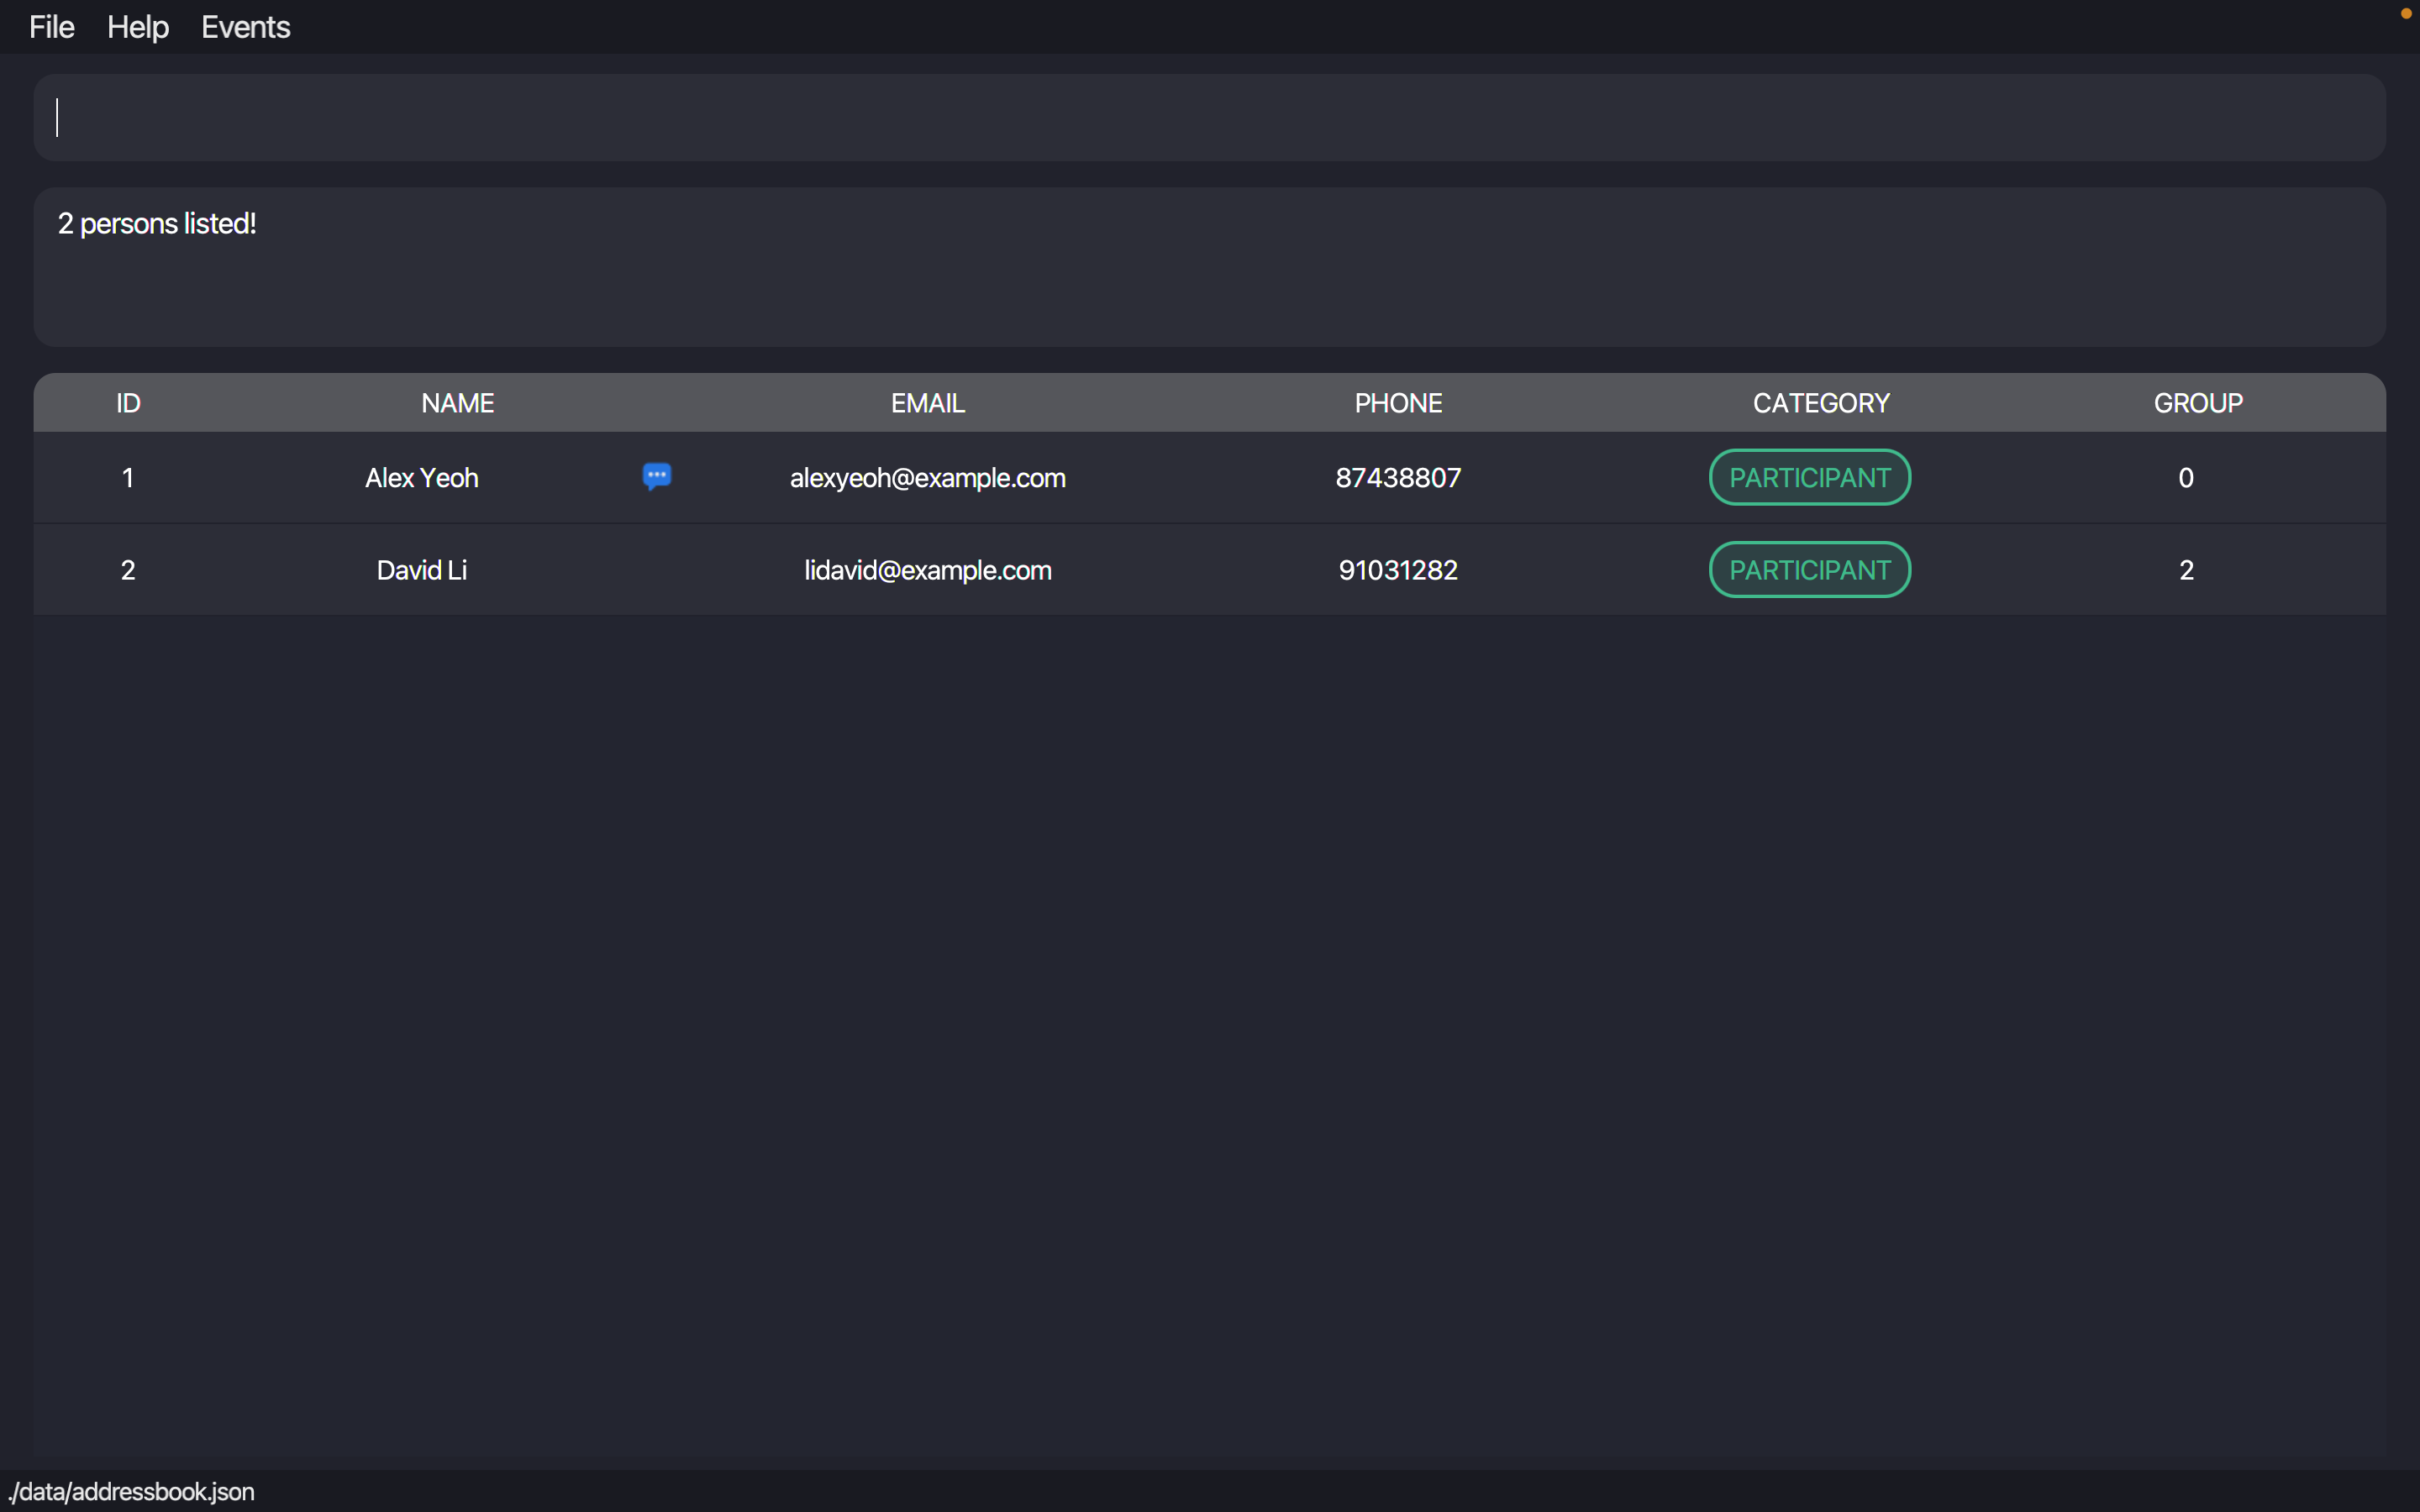 File Help Events
2 persons listed!
ID NAME EMAIL PHONE CATEGORY GROUP
1 Alex Yeoh alexyeoh@example.com 87438807 PARTICIPANT 0
2 David Li lidavid@example.com 91031282 PARTICIPANT 2
./data/addressbook.json